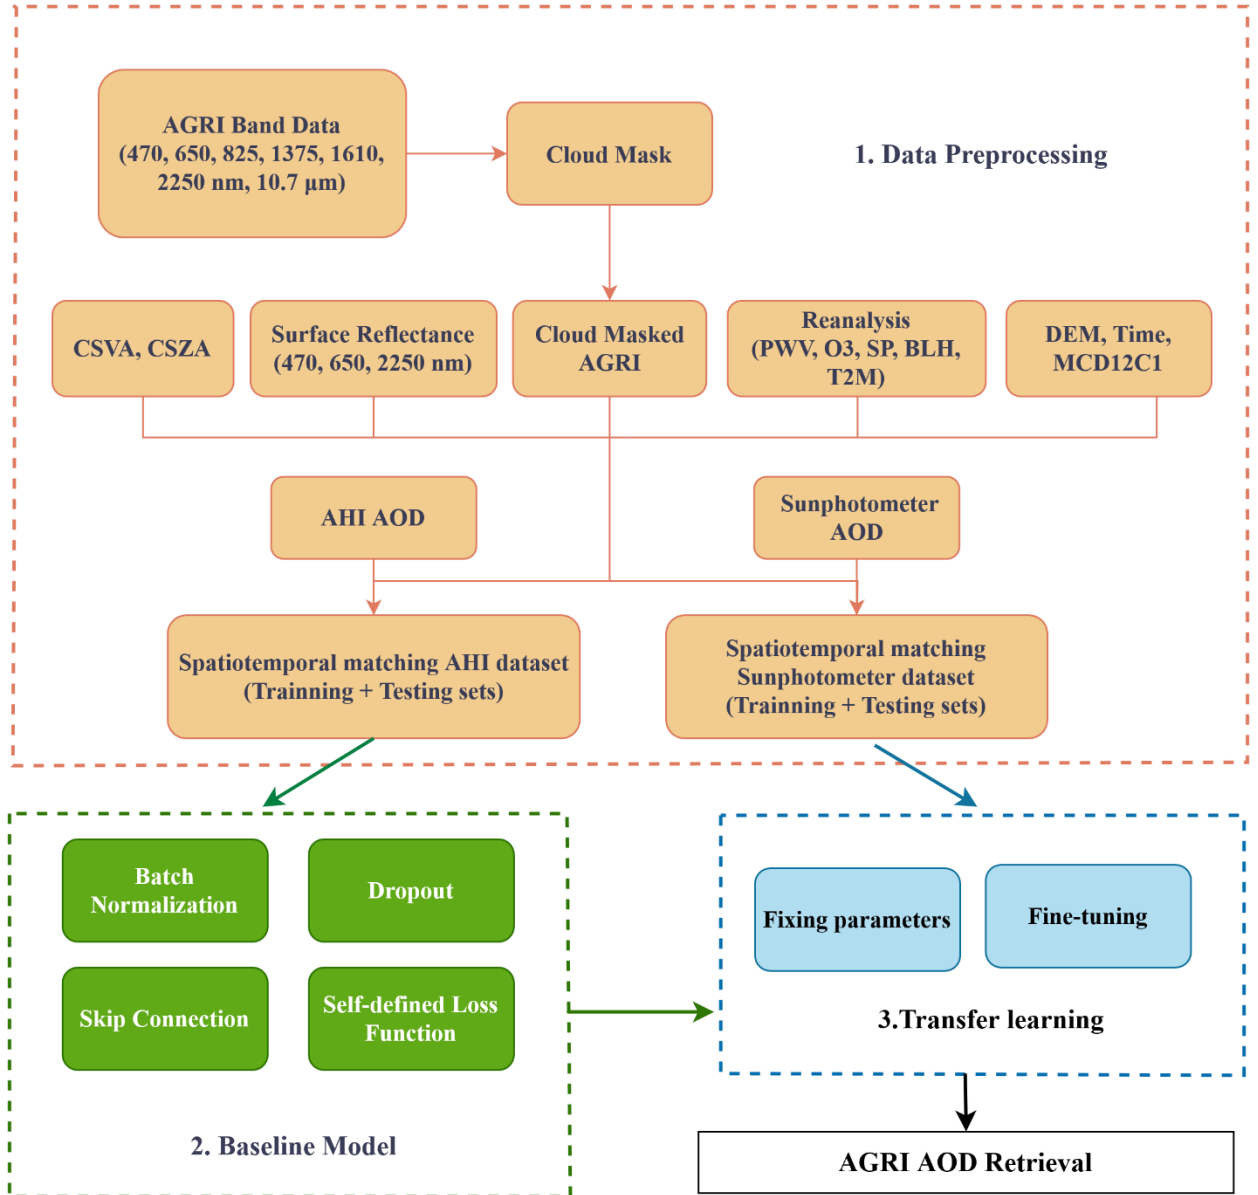 AGRI Band Data
(470, 650, 825, 1375, 1610,
2250 nm, 10.7 μm)
Cloud Mask
1. Data Preprocessing
CSVA, CSZA
Surface Reflectance
(470, 650, 2250 nm)
Cloud Masked
AGRI
Reanalysis
(PWV, O3, SP, BLH,
T2M)
DEM, Time,
MCD12C1
AHI AOD
Sunphotometer
AOD
Spatiotemporal matching AHI dataset
(Trainning + Testing sets)
Spatiotemporal matching
Sunphotometer dataset
(Trainning + Testing sets)
Batch
Normalization
Dropout
Skip Connection
Self-defined Loss
Function
2. Baseline Model
Fixing parameters
Fine-tuning
3.Transfer learning
AGRI AOD Retrieval